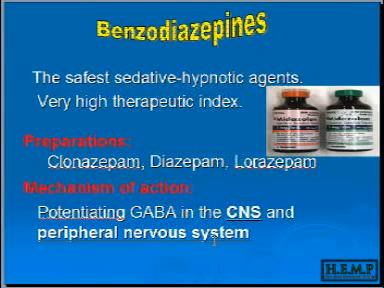 Benzodiazepines
The safest sedative-hypnotic agents.
Very high therapeutic index.
Preparations:
Clonazepam, Diazepam, Lorazepam
Mechanism of action:
Potentiating GABA in the CNS and
peripheral nervous system
H.E.M.P